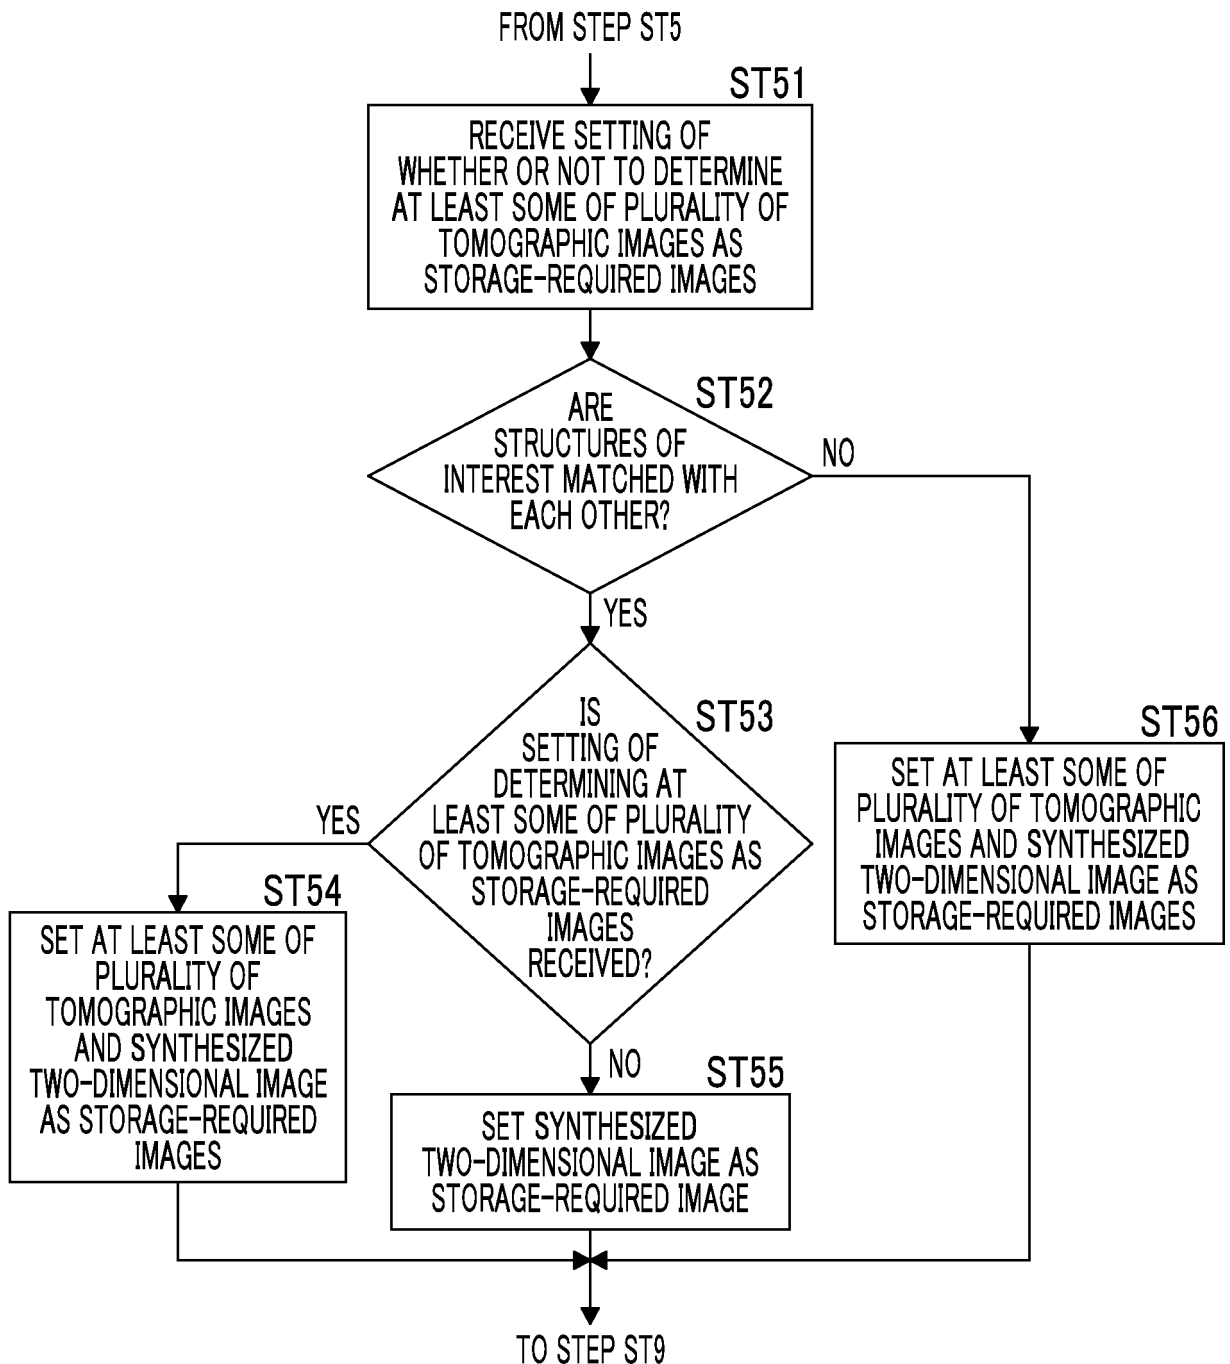 FROM STEP ST5
ST51
RECEIVE SETTING OF
WHETHER OR NOT TO DETERMINE
AT LEAST SOME OF PLURALITY OF
TOMOGRAPHIC IMAGES AS
STORAGE-REQUIRED IMAGES
ST52
ARE
STRUCTURES OF
INTEREST MATCHED WITH
EACH OTHER?
NO
YES
ST53
IS
SETTING OF
DETERMINING AT
LEAST SOME OF PLURALITY
OF TOMOGRAPHIC IMAGES AS
STORAGE-REQUIRED
IMAGES
RECEIVED?
YES
ST56
SET AT LEAST SOME OF
PLURALITY OF TOMOGRAPHIC
IMAGES AND SYNTHESIZED
TWO-DIMENSIONAL IMAGE AS
STORAGE-REQUIRED IMAGES
ST54
SET AT LEAST SOME OF
PLURALITY OF
TOMOGRAPHIC IMAGES
AND SYNTHESIZED
TWO-DIMENSIONAL IMAGE
AS STORAGE-REQUIRED
IMAGES
NO
ST55
SET SYNTHESIZED
TWO-DIMENSIONAL IMAGE AS
STORAGE-REQUIRED IMAGE
TO STEP ST9